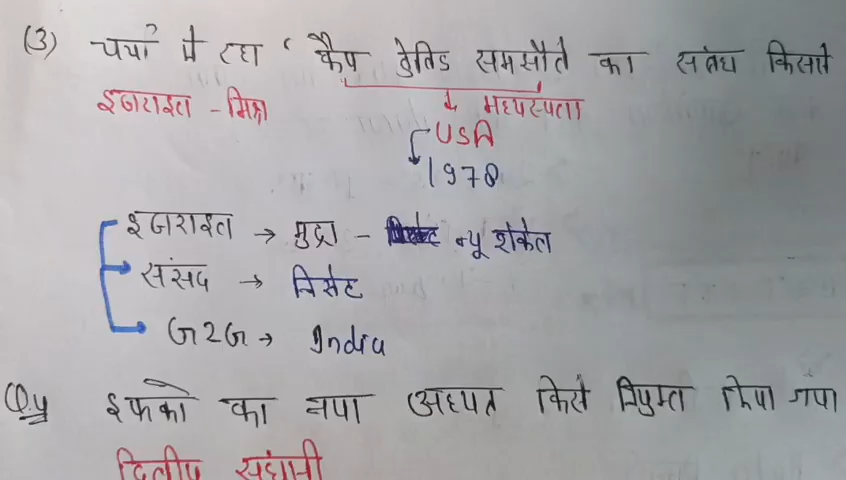 (3) चर्चा मे रहा ' कैप डेविड समझौते का संबंध किससे
इजराइल - मिश्र
↓ मध्यस्थता
USA
1978
इजराइल → मुद्रा - न्यू शेकेल
संसद → निसेट
G2G → India
Q.4 इफको का नया अध्यक्ष किसे नियुक्त किया गया
दिलीप संघानी